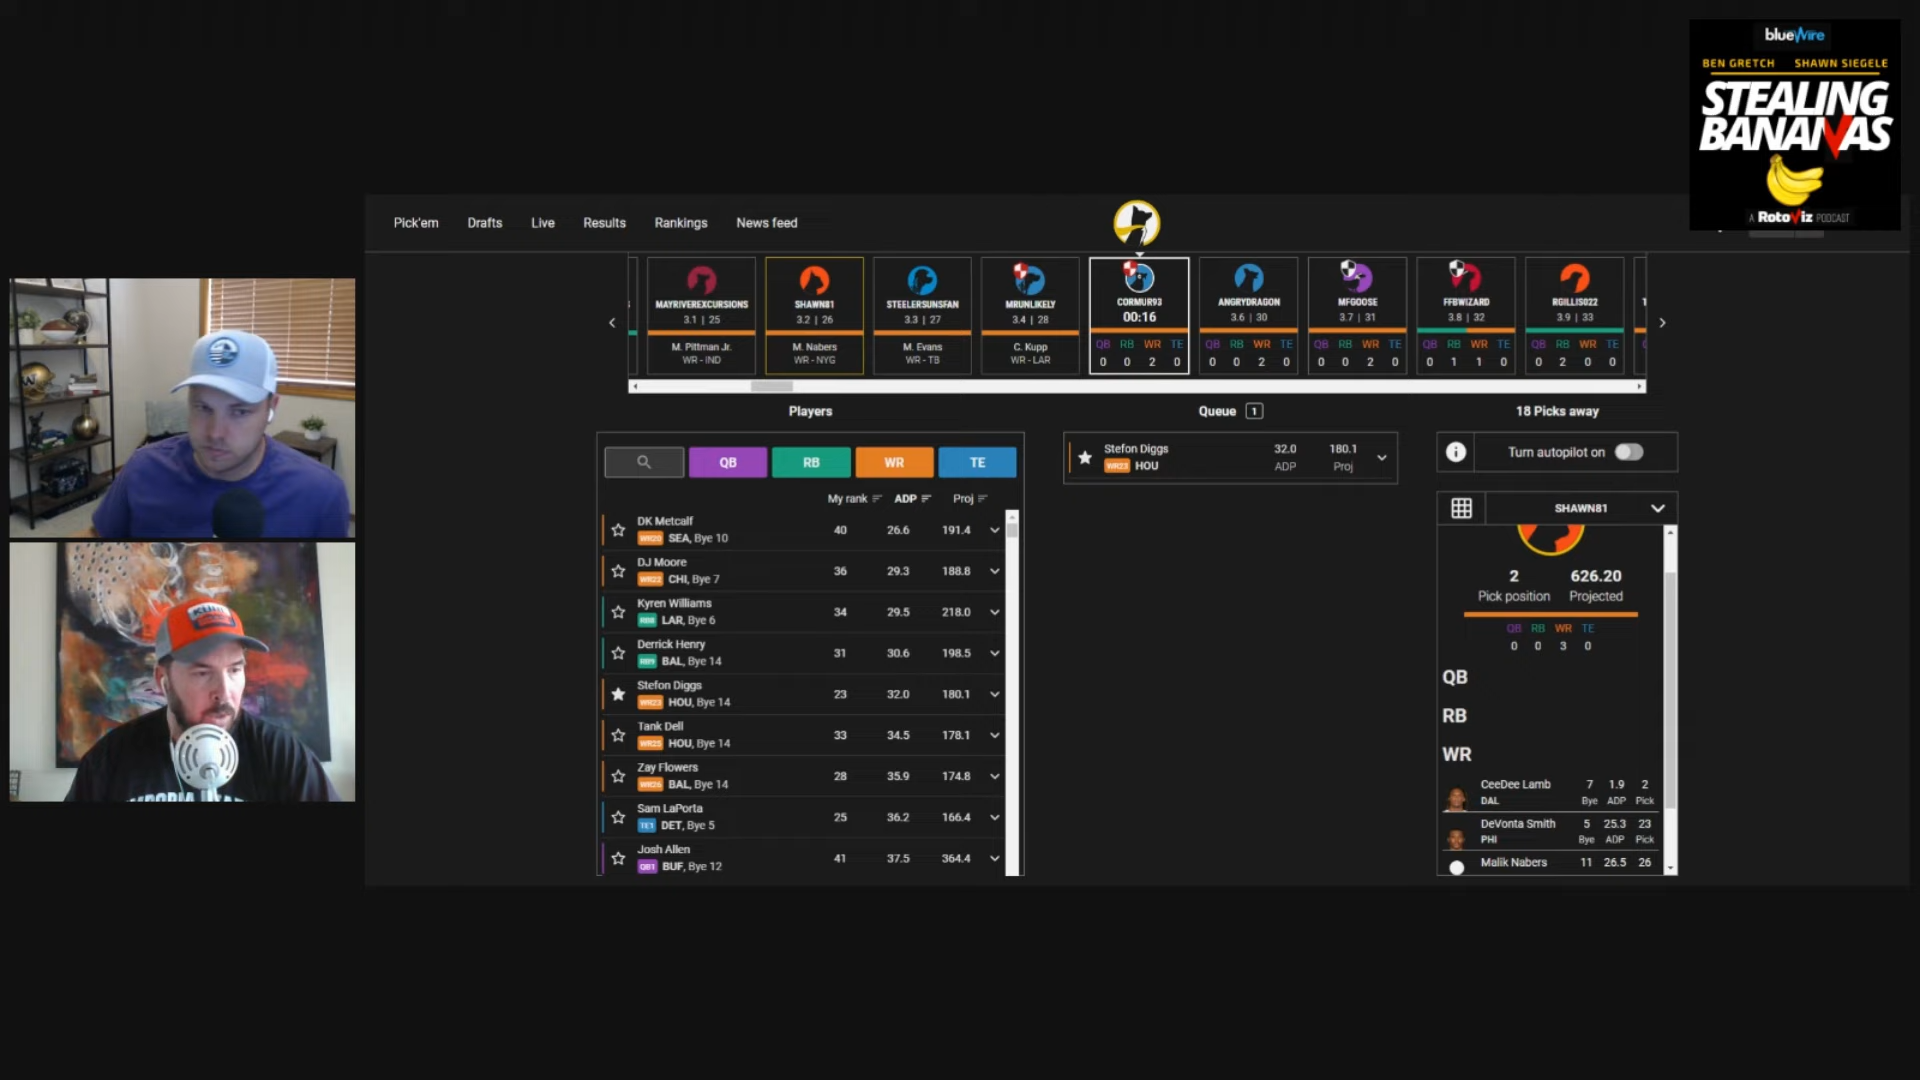 blueWire
BEN GRETCH SHAWN SIEGELE
STEALING
BANANAS
A RotoViz PODCAST
Pick'em Drafts Live Results Rankings News feed
MAYRIVEREXCURSIONS
3.1 | 25
M. Pittman Jr.
WR - IND
SHAWN81
3.2 | 26
M. Nabers
WR - NYG
STEELERSUNSFAN
3.3 | 27
M. Evans
WR - TB
MRUNLIKELY
3.4 | 28
C. Kupp
WR - LAR
CORMUR93
00:16
QB RB WR TE
0 0 2 0
ANGRYDRAGON
3.6 | 30
QB RB WR TE
0 0 2 0
MFGOOSE
3.7 | 31
QB RB WR TE
0 0 2 0
FFBWIZARD
3.8 | 32
QB RB WR TE
0 1 1 0
RGILLIS022
3.9 | 33
QB RB WR TE
0 2 0 0
Players
QB RB WR TE
My rank ADP Proj
DK Metcalf
WR20 SEA, Bye 10 40 26.6 191.4
DJ Moore
WR22 CHI, Bye 7 36 29.3 188.8
Kyren Williams
RB8 LAR, Bye 6 34 29.5 218.0
Derrick Henry
RB9 BAL, Bye 14 31 30.6 198.5
Stefon Diggs
WR23 HOU, Bye 14 23 32.0 180.1
Tank Dell
WR25 HOU, Bye 14 33 34.5 178.1
Zay Flowers
WR26 BAL, Bye 14 28 35.9 174.8
Sam LaPorta
TE1 DET, Bye 5 25 36.2 166.4
Josh Allen
QB1 BUF, Bye 12 41 37.5 364.4
Queue 1
Stefon Diggs 32.0 180.1
WR23 HOU ADP Proj
18 Picks away
Turn autopilot on
SHAWN81
2 626.20
Pick position Projected
QB RB WR TE
0 0 3 0
QB
RB
WR
CeeDee Lamb 7 1.9 2
DAL Bye ADP Pick
DeVonta Smith 5 25.3 23
PHI Bye ADP Pick
Malik Nabers 11 26.5 26